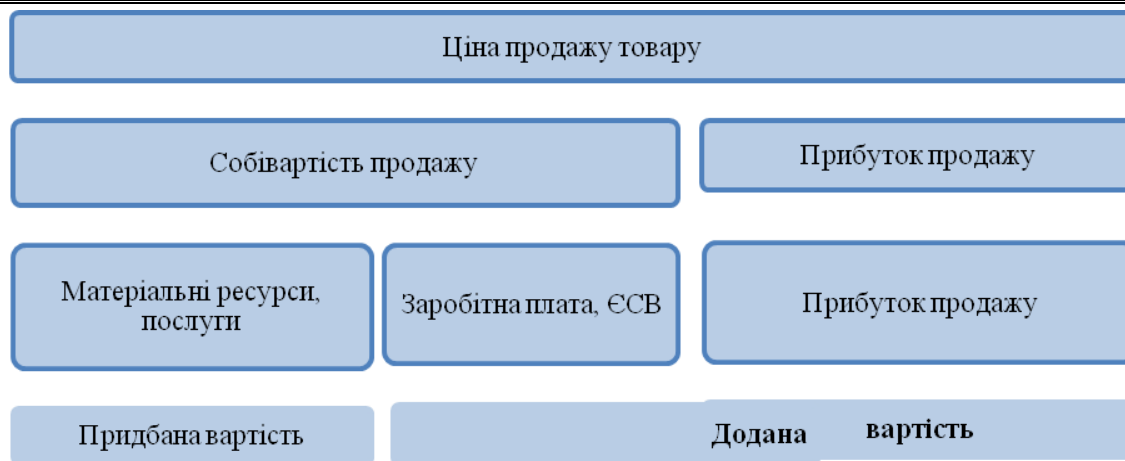 Ціна продажу товару
Собівартість продажу
Прибуток продажу
Матеріальні ресурси,
послуги
Заробітна плата, ЄСВ
Прибуток продажу
Придбана вартість
Додана вартість